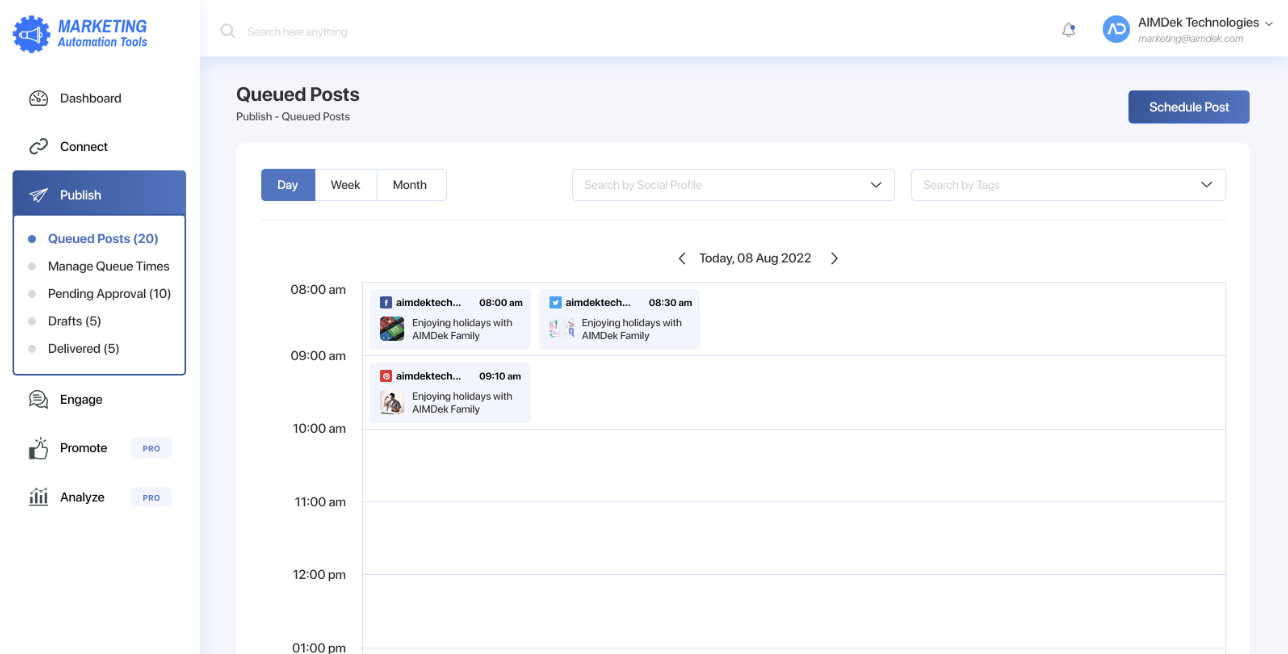 MARKETING
Automation Tools
Search here anything
AIMDek Technologies
marketing@aimdek.com
Dashboard
Connect
Publish
Queued Posts (20)
Manage Queue Times
Pending Approval (10)
Drafts (5)
Delivered (5)
Engage
Promote PRO
Analyze PRO
Queued Posts
Publish - Queued Posts
Schedule Post
Day Week Month
Search by Social Profile
Search by Tags
Today, 08 Aug 2022
08:00 am
aimdektech... 08:00 am
Enjoying holidays with
AIMDek Family
aimdektech... 08:30 am
Enjoying holidays with
AIMDek Family
09:00 am
aimdektech... 09:10 am
Enjoying holidays with
AIMDek Family
10:00 am
11:00 am
12:00 pm
01:00 pm